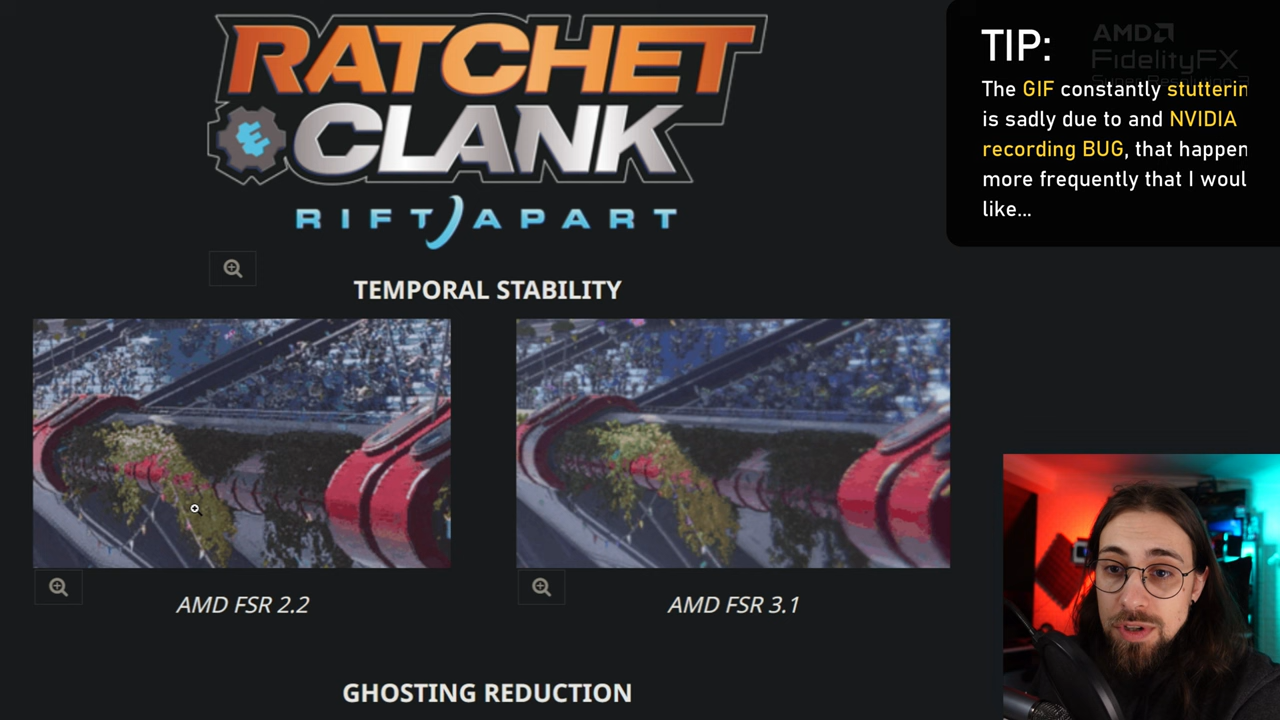 RATCHET
& CLANK
RIFT APART
TIP:
AMD
FidelityFX
The GIF constantly stutterin
is sadly due to and NVIDIA
recording BUG, that happen
more frequently that I woul
like...
TEMPORAL STABILITY
AMD FSR 2.2
AMD FSR 3.1
GHOSTING REDUCTION